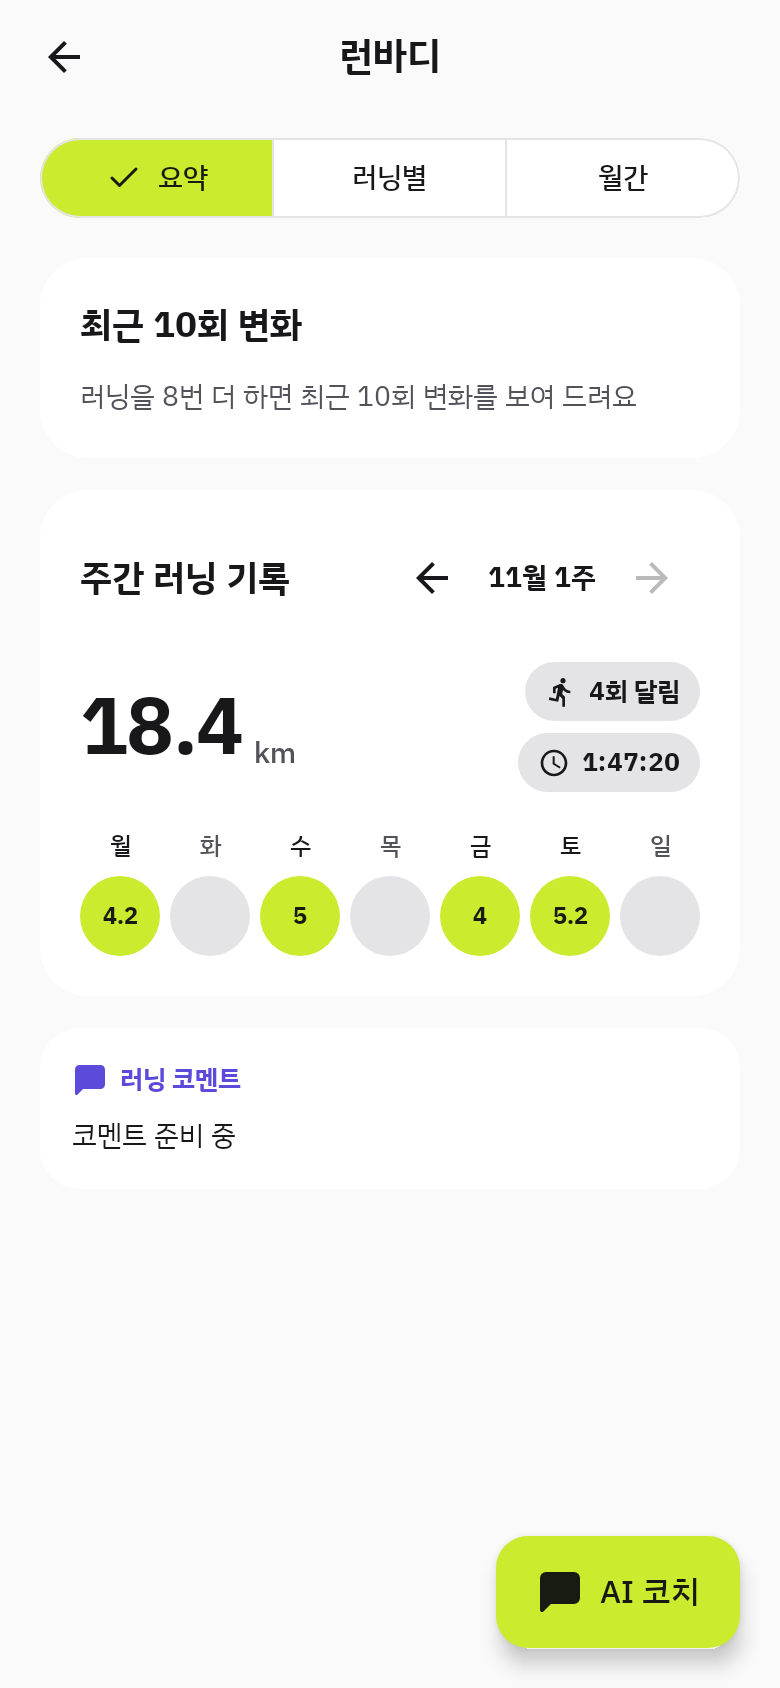 런바디
요약 러닝별 월간
최근 10회 변화
러닝을 8번 더 하면 최근 10회 변화를 보여 드려요
주간 러닝 기록 11월 1주
18.4 km
4회 달림
1:47:20
월 화 수 목 금 토 일
4.2 5 4 5.2
러닝 코멘트
코멘트 준비 중
AI 코치